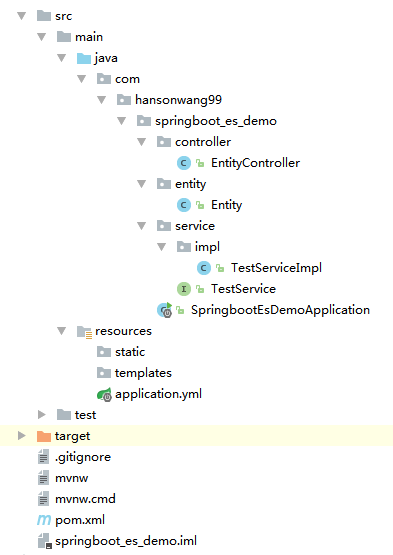 src
main
java
com
hansonwang99
springboot_es_demo
controller
EntityController
entity
Entity
service
impl
TestServiceImpl
TestService
SpringbootEsDemoApplication
resources
static
templates
application.yml
test
target
.gitignore
mvnw
mvnw.cmd
pom.xml
springboot_es_demo.iml